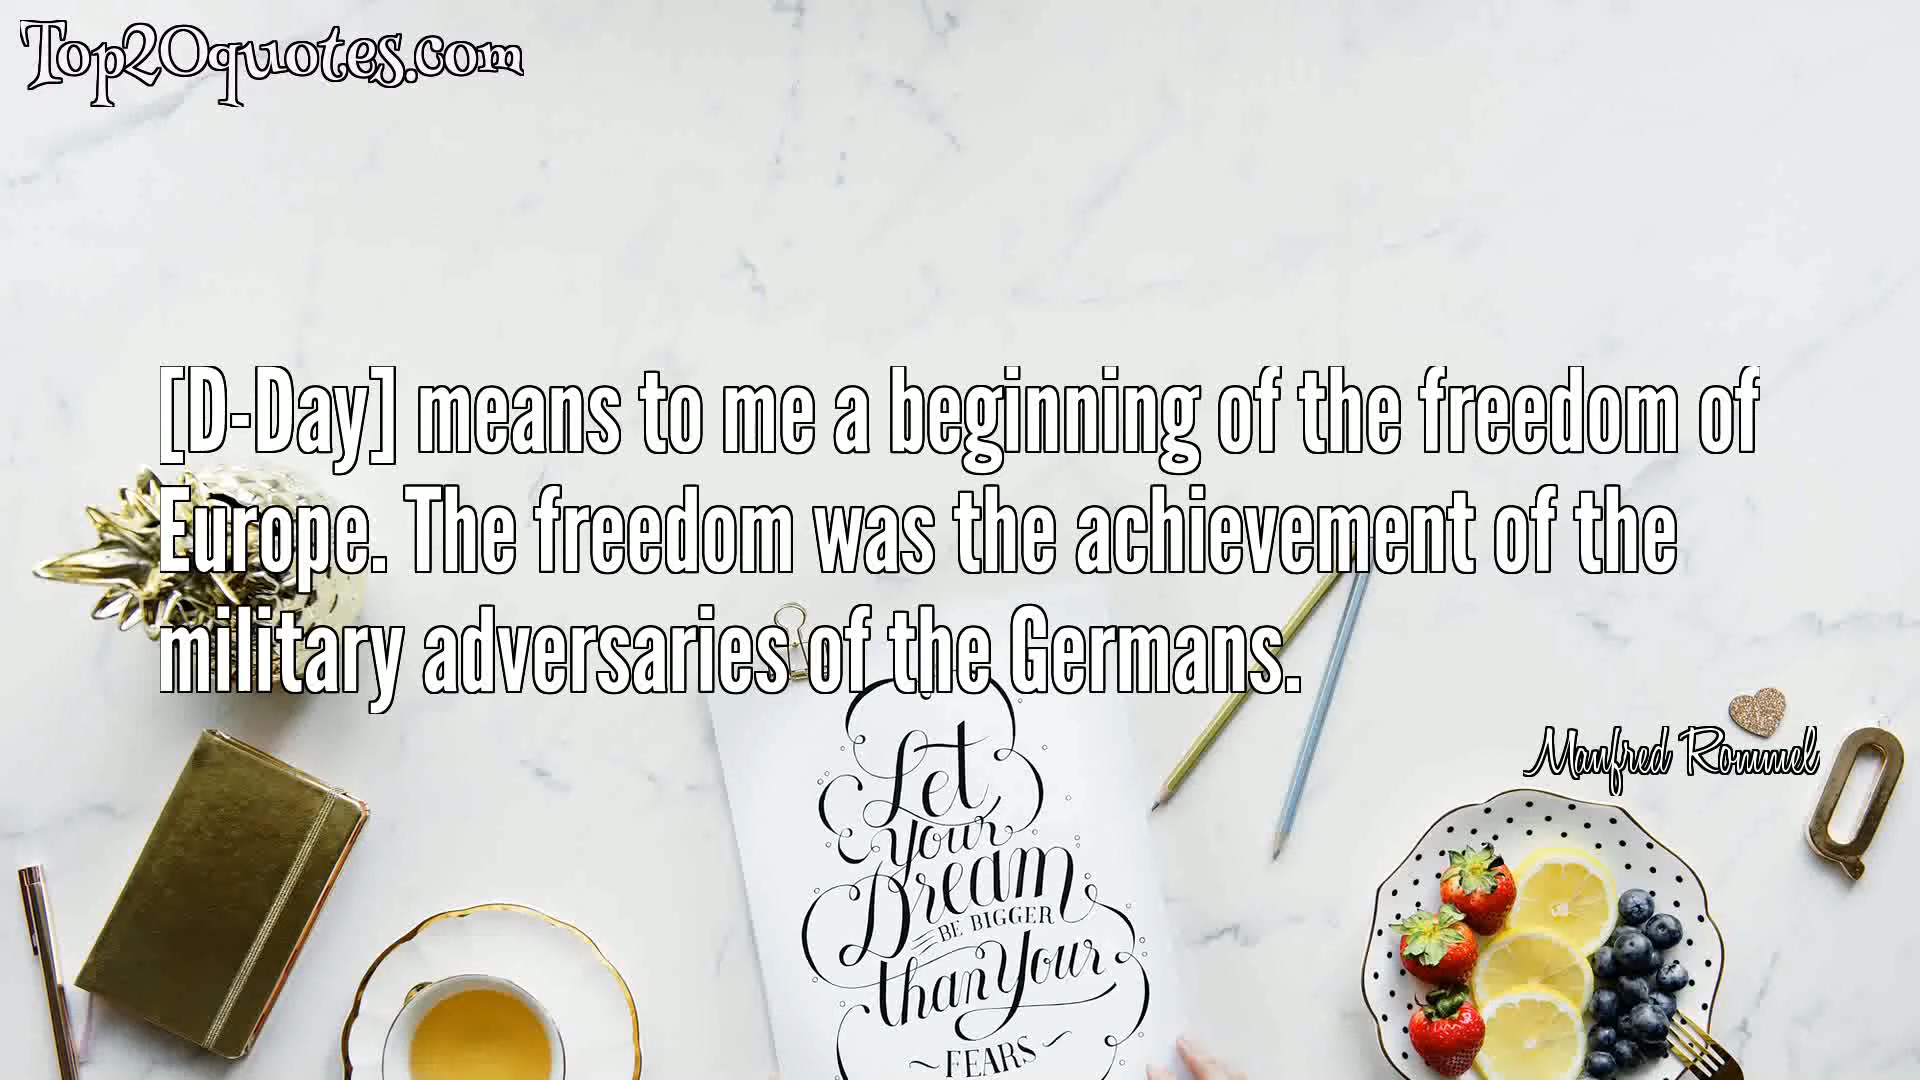 Top20quotes.com
[D-Day] means to me a beginning of the freedom of
Europe. The freedom was the achievement of the
military adversaries of the Germans.
Manfred Rommel
Let
Your
Dream
BE BIGGER
than Your
~FEARS~